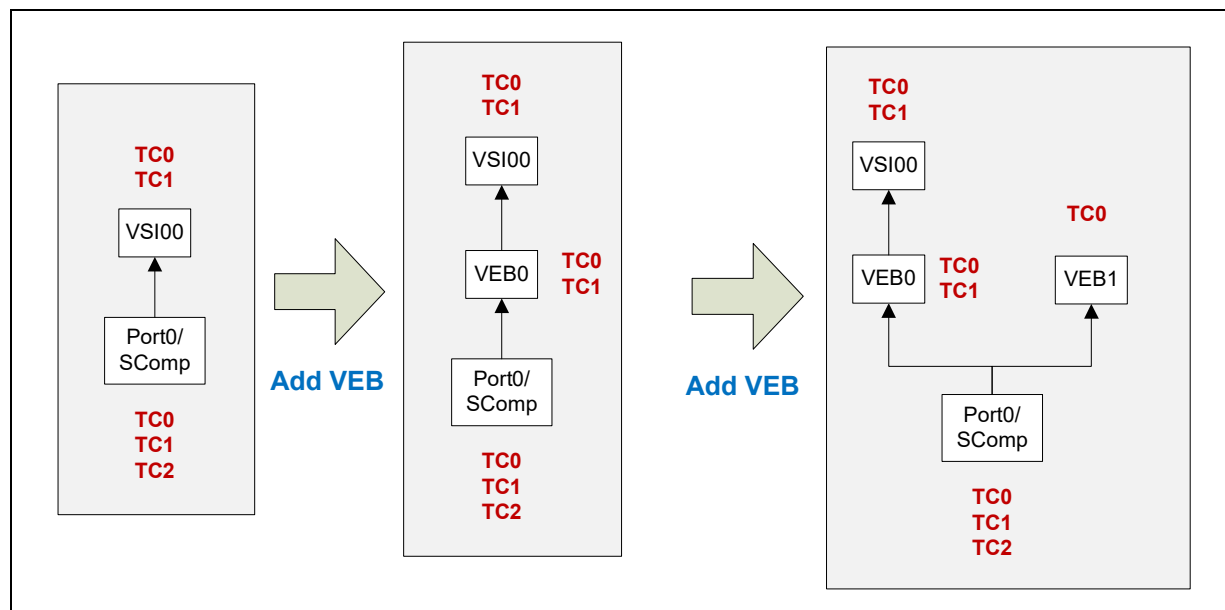 TC0
TC1
VSI00
Port0/
SComp
TC0
TC1
TC2
Add VEB
TC0
TC1
VSI00
VEB0
TC0
TC1
Port0/
SComp
TC0
TC1
TC2
Add VEB
TC0
TC1
VSI00
VEB0
TC0
TC1
TC0
VEB1
Port0/
SComp
TC0
TC1
TC2